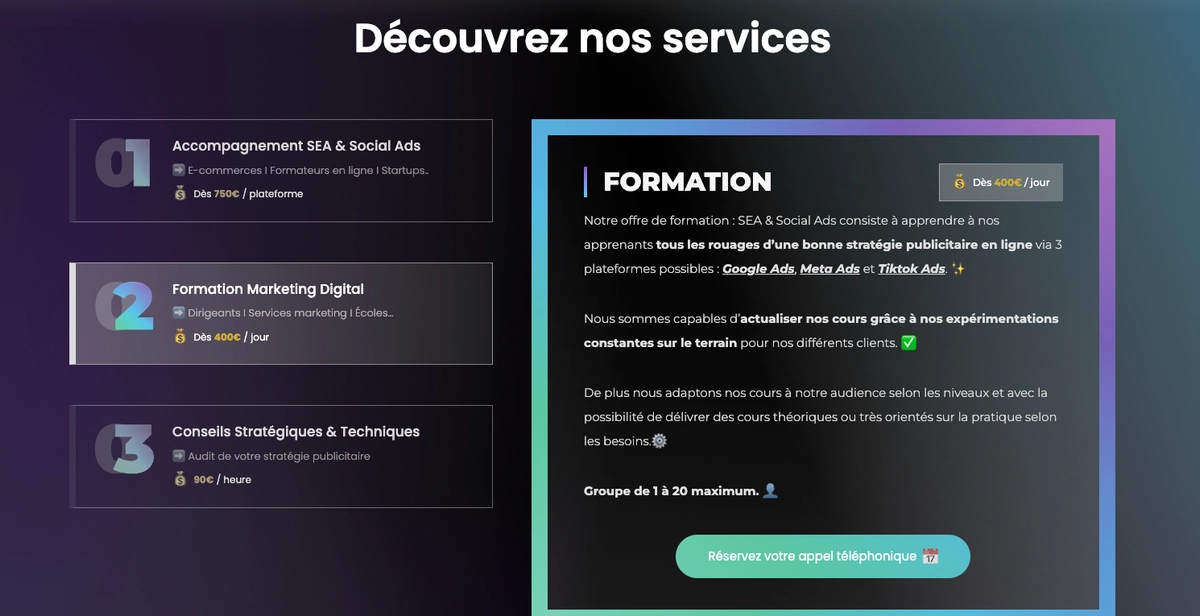 Découvrez nos services
01
Accompagnement SEA & Social Ads
➡️ E-commerces I Formateurs en ligne I Startups..
💰 Dès 750€ / plateforme
02
Formation Marketing Digital
➡️ Dirigeants I Services marketing I Écoles...
💰 Dès 400€ / jour
03
Conseils Stratégiques & Techniques
➡️ Audit de votre stratégie publicitaire
💰 90€ / heure
FORMATION
💰 Dès 400€ / jour
Notre offre de formation : SEA & Social Ads consiste à apprendre à nos
apprenants tous les rouages d'une bonne stratégie publicitaire en ligne via 3
plateformes possibles : Google Ads, Meta Ads et Tiktok Ads. ✨
Nous sommes capables d'actualiser nos cours grâce à nos expérimentations
constantes sur le terrain pour nos différents clients. ✅
De plus nous adaptons nos cours à notre audience selon les niveaux et avec la
possibilité de délivrer des cours théoriques ou très orientés sur la pratique selon
les besoins.⚙️
Groupe de 1 à 20 maximum. 👤
Réservez votre appel téléphonique 📅